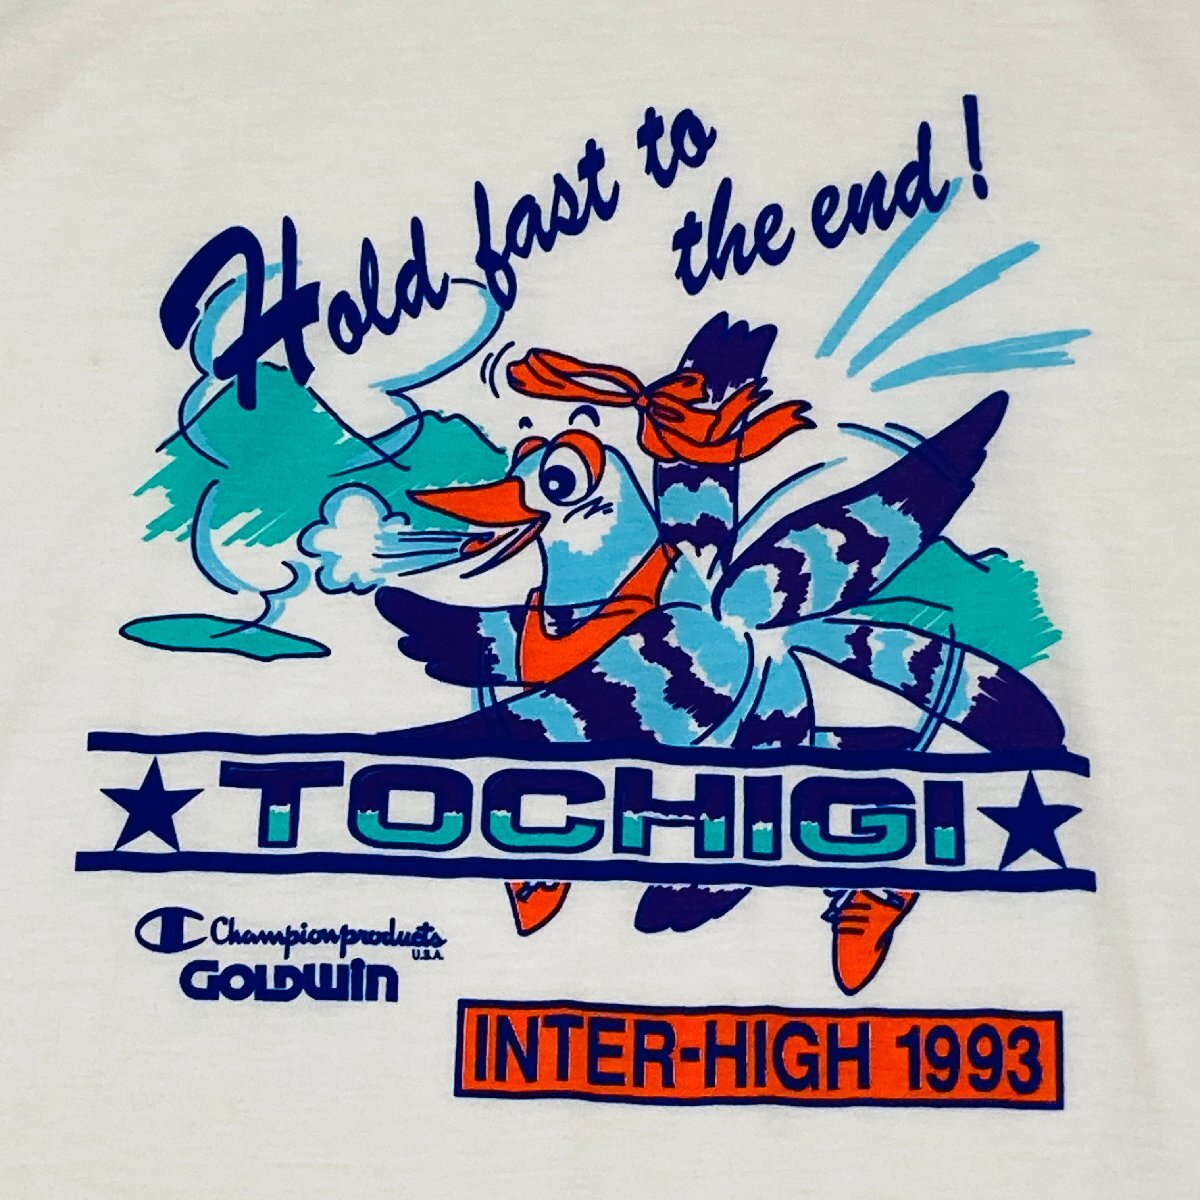 Hold fast to
the end!
TOCHIGI
C Championproducts
U.S.A.
GOLDWIN
INTER-HIGH 1993